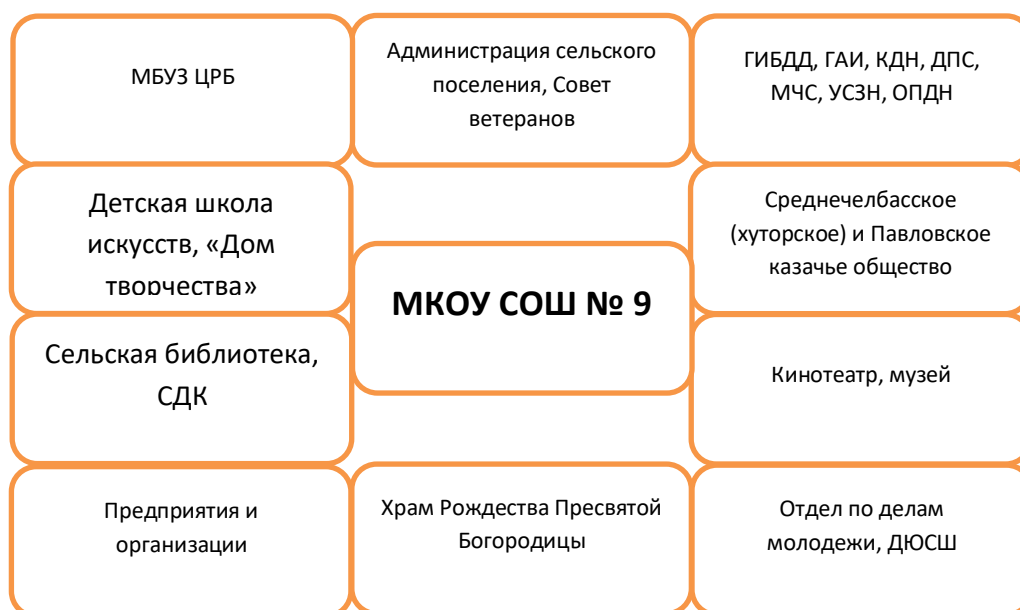 МБУЗ ЦРБ
Администрация сельского
поселения, Совет
ветеранов
ГИБДД, ГАИ, КДН, ДПС,
МЧС, УСЗН, ОПДН
Детская школа
искусств, «Дом
творчества»
Среднечелбасское
(хуторское) и Павловское
казачье общество
МКОУ СОШ № 9
Сельская библиотека,
СДК
Кинотеатр, музей
Предприятия и
организации
Храм Рождества Пресвятой
Богородицы
Отдел по делам
молодежи, ДЮСШ